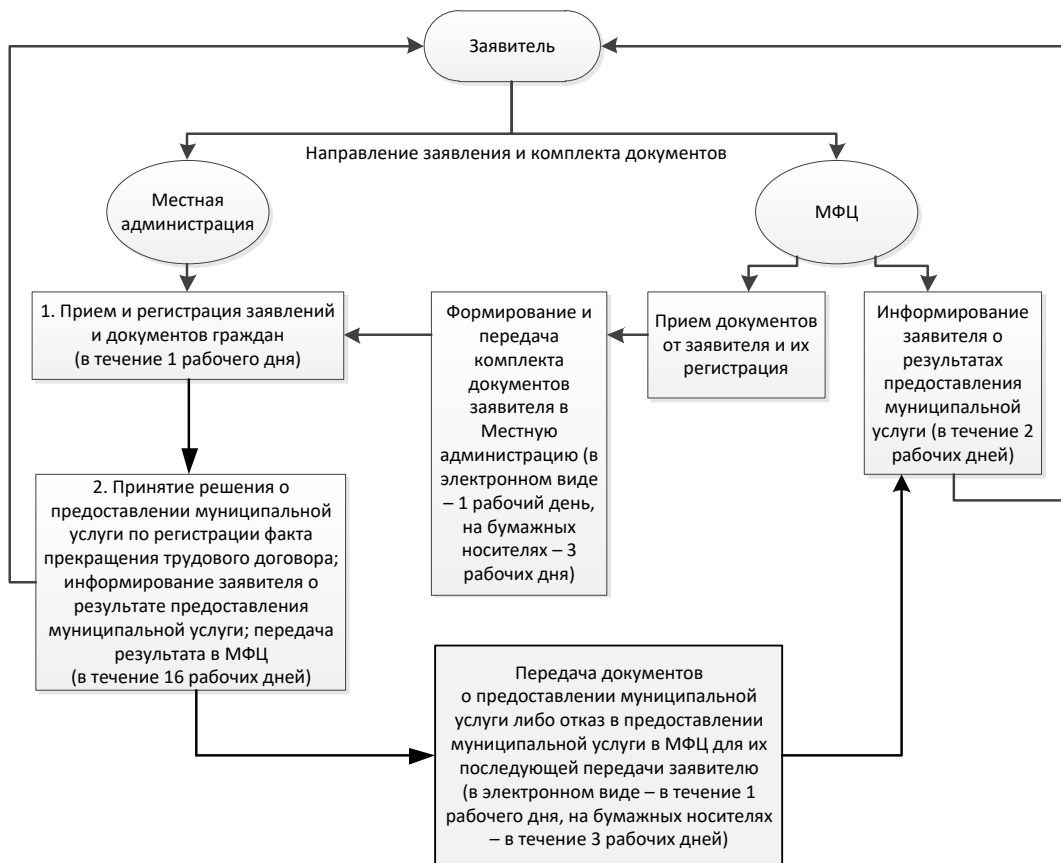 Заявитель
Направление заявления и комплекта документов
Местная
администрация
МФЦ
1. Прием и регистрация заявлений
и документов граждан
(в течение 1 рабочего дня)
Формирование и
передача
комплекта
документов
заявителя в
Местную
администрацию (в
электронном виде
– 1 рабочий день,
на бумажных
носителях – 3
рабочих дня)
Прием документов
от заявителя и их
регистрация
Информирование
заявителя о
результатах
предоставления
муниципальной
услуги (в течение 2
рабочих дней)
2. Принятие решения о
предоставлении муниципальной
услуги по регистрации факта
прекращения трудового договора;
информирование заявителя о
результате предоставления
муниципальной услуги; передача
результата в МФЦ
(в течение 16 рабочих дней)
Передача документов
о предоставлении муниципальной
услуги либо отказ в предоставлении
муниципальной услуги в МФЦ для их
последующей передачи заявителю
(в электронном виде – в течение 1
рабочего дня, на бумажных носителях
– в течение 3 рабочих дней)